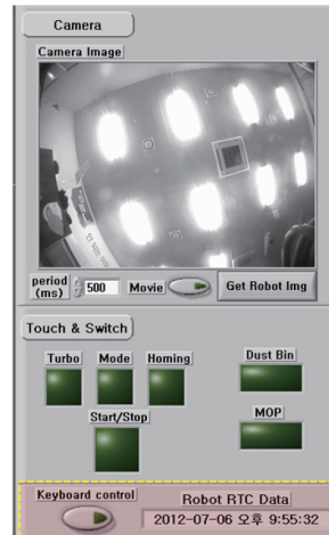 Camera
Camera Image
period (ms) 500 Movie Get Robot Img
Touch & Switch
Turbo Mode Homing Dust Bin
Start/Stop MOP
Keyboard control Robot RTC Data
2012-07-06 오후 9:55:32